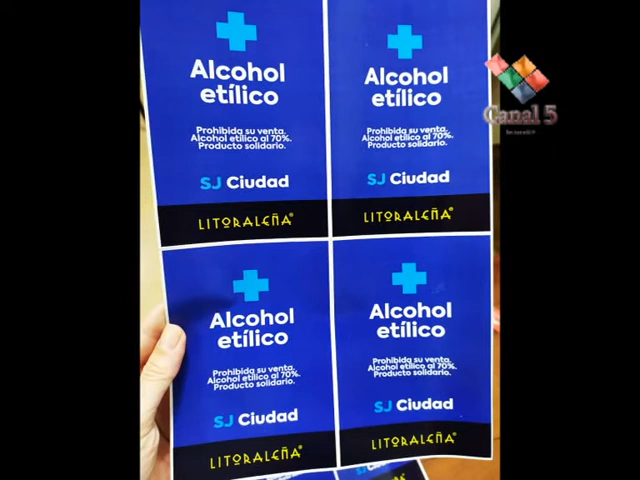 Alcohol
etílico
Prohibida su venta.
Alcohol etílico al 70%.
Producto solidario.
SJ Ciudad
LITORALEÑA
Alcohol
etílico
Prohibida su venta.
Alcohol etílico al 70%.
Producto solidario.
SJ Ciudad
LITORALEÑA
Canal 5
Alcohol
etílico
Prohibida su venta.
Alcohol etílico al 70%.
Producto solidario.
SJ Ciudad
LITORALEÑA
Alcohol
etílico
Prohibida su venta.
Alcohol etílico al 70%.
Producto solidario.
SJ Ciudad
LITORALEÑA